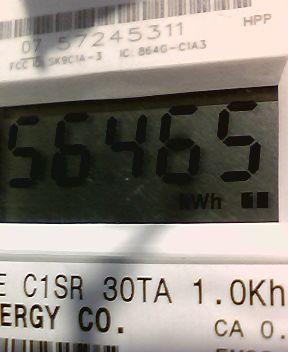 07 57245311 HPP
FCC ID: SK9C1A-3 IC: 864G-C1A3
56465
kWh
E C1SR 30TA 1.0Kh
ERGY CO. CA 0.